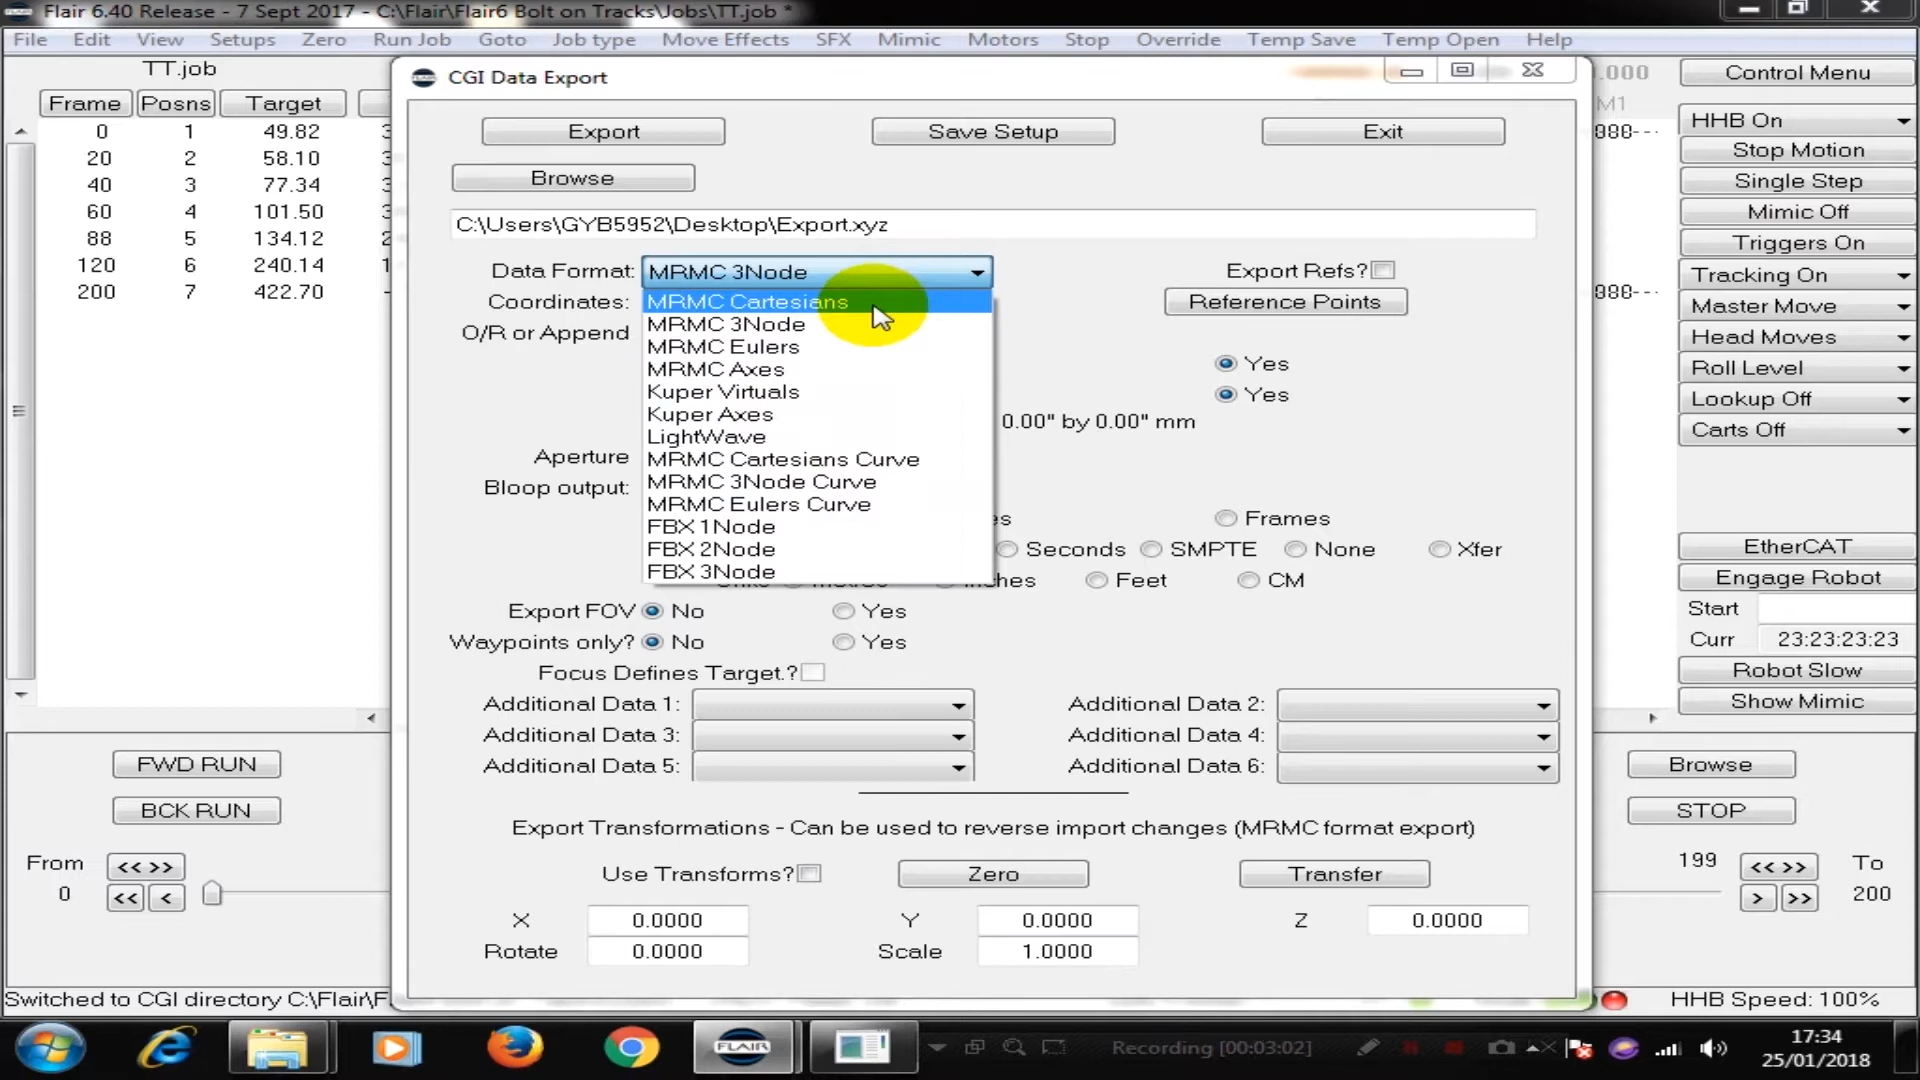 Flair 6.40 Release - 7 Sept 2017 - C:\Flair\Flair6 Bolt on Tracks\Jobs\TT.job *
File Edit View Setups Zero Run Job Goto Job type Move Effects SFX Mimic Motors Stop Override Temp Save Temp Open Help
TT.job
Frame Posns Target
0 1 49.82
20 2 58.10
40 3 77.34
60 4 101.50
88 5 134.12
120 6 240.14
200 7 422.70
CGI Data Export
Export Save Setup Exit
Browse
C:\Users\GYB5952\Desktop\Export.xyz
Data Format: MRMC 3Node Export Refs?
Coordinates: Reference Points
O/R or Append
MRMC Cartesians
MRMC 3Node
MRMC Eulers
MRMC Axes
Kuper Virtuals
Kuper Axes
LightWave
MRMC Cartesians Curve
MRMC 3Node Curve
MRMC Eulers Curve
FBX 1Node
FBX 2Node
FBX 3Node
Yes
Yes
0.00" by 0.00" mm
Aperture
Bloop output:
Frames
Seconds SMPTE None Xfer
Feet CM
Export FOV No Yes
Waypoints only? No Yes
Focus Defines Target.?
Additional Data 1: Additional Data 2:
Additional Data 3: Additional Data 4:
Additional Data 5: Additional Data 6:
Export Transformations - Can be used to reverse import changes (MRMC format export)
Use Transforms? Zero Transfer
X 0.0000 Y 0.0000 Z 0.0000
Rotate 0.0000 Scale 1.0000
Control Menu
HHB On
Stop Motion
Single Step
Mimic Off
Triggers On
Tracking On
Master Move
Head Moves
Roll Level
Lookup Off
Carts Off
EtherCAT
Engage Robot
Start
Curr 23:23:23:23
Robot Slow
Show Mimic
FWD RUN
BCK RUN
Browse
STOP
From << >>
0 << <
199 << >> To
> >> 200
Switched to CGI directory C:\Flair\F
HHB Speed: 100%
FLAIR
Recording [00:03:02]
17:34
25/01/2018